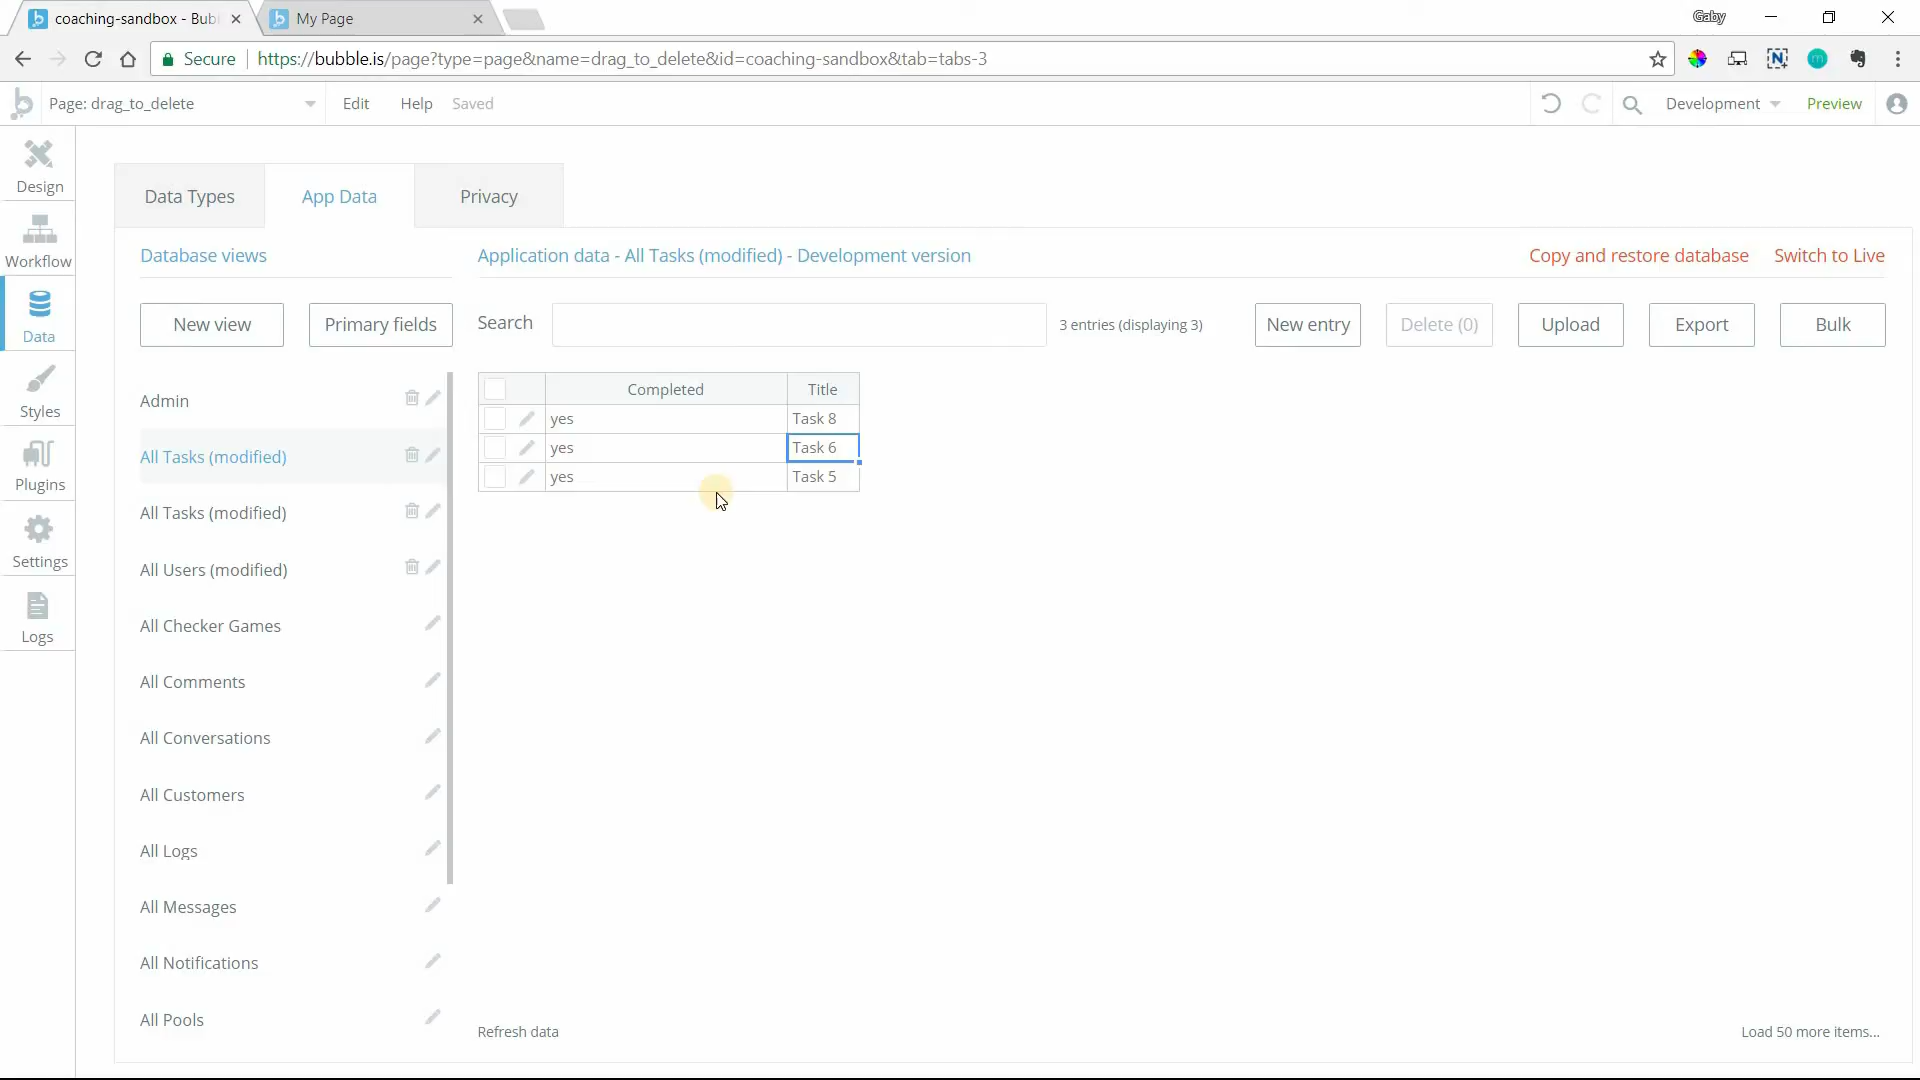 coaching-sandbox - Bub
My Page
Gaby
Secure
https://bubble.is/page?type=page&name=drag_to_delete&id=coaching-sandbox&tab=tabs-3
Page: drag_to_delete
Edit
Help
Saved
Development
Preview
Design
Workflow
Data
Styles
Plugins
Settings
Logs
Data Types
App Data
Privacy
Database views
Application data - All Tasks (modified) - Development version
Copy and restore database
Switch to Live
New view
Primary fields
Search
3 entries (displaying 3)
New entry
Delete (0)
Upload
Export
Bulk
Admin
All Tasks (modified)
All Tasks (modified)
All Users (modified)
All Checker Games
All Comments
All Conversations
All Customers
All Logs
All Messages
All Notifications
All Pools
Completed Title
yes Task 8
yes Task 6
yes Task 5
Refresh data
Load 50 more items...